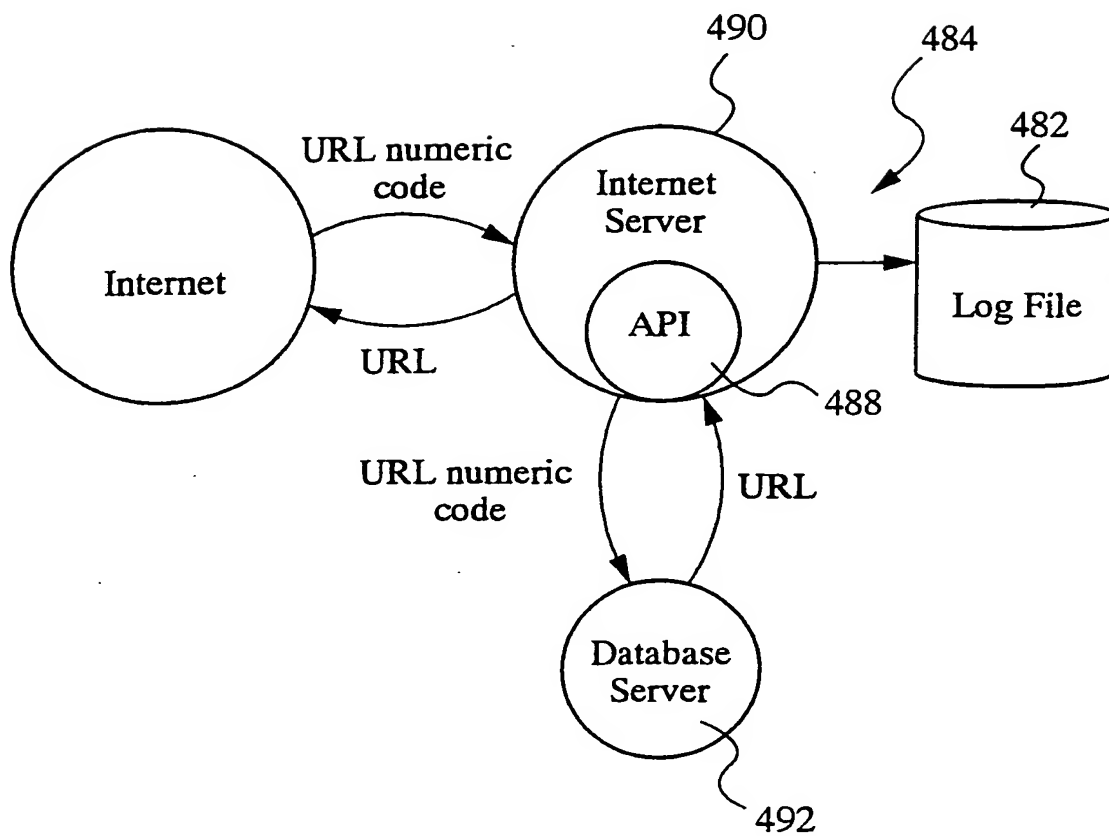 490
484
482
URL numeric
code
Internet
Server
Internet
API
Log File
URL
488
URL numeric
code
URL
Database
Server
492